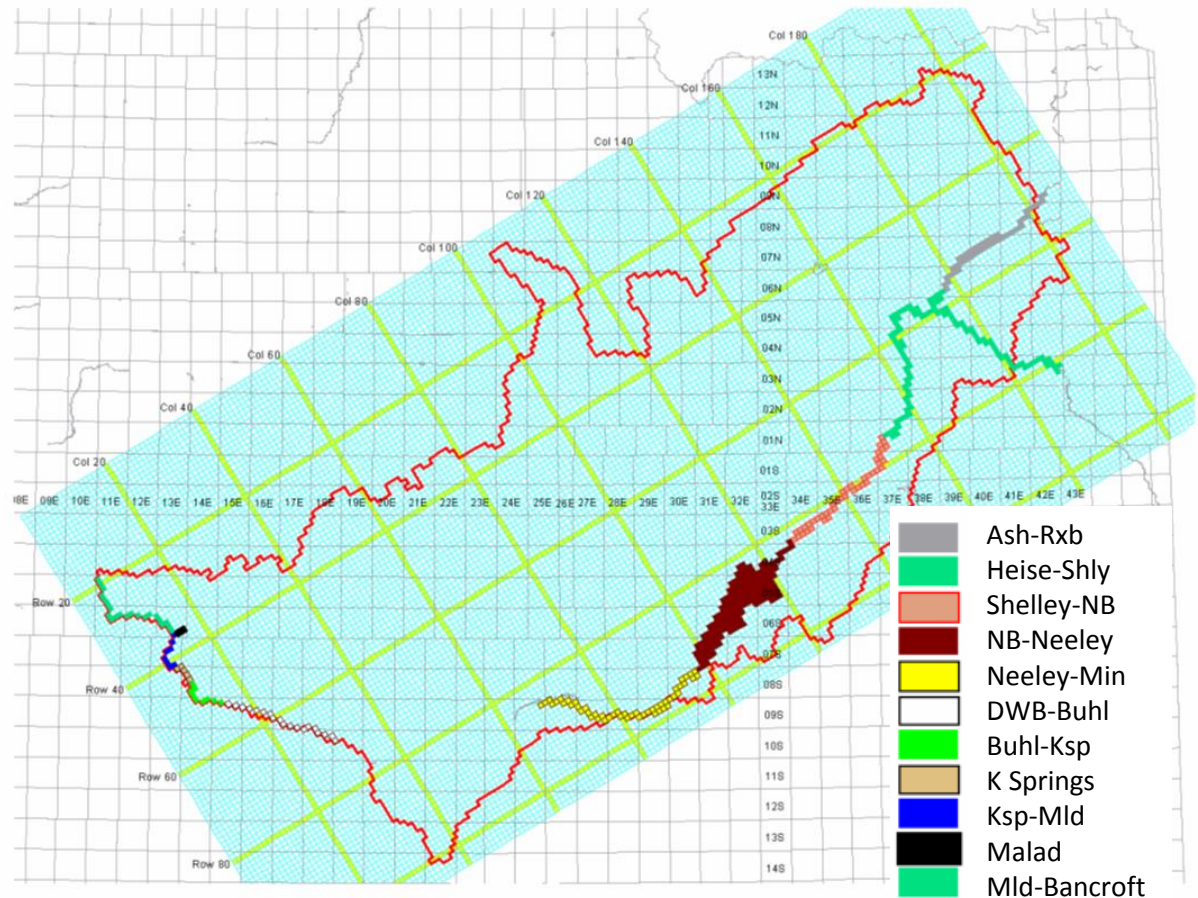 Col 180
13N
12N
Col 160
11N
10N
Col 140
09N
Col 120
08N
07N
Col 100
06N
05N
Col 80
04N
03N
Col 60
02N
Col 40
01N
Col 20
01S
08E 09E 10E 11E 12E 13E 14E 15E 16E 17E 18E 19E 20E 21E 22E 23E 24E 25E 26E 27E 28E 29E 30E 31E 32E 33E 34E 35E 36E 37E 38E 39E 40E 41E 42E 43E
02S
03S
Row 20
06S
07S
08S
Row 40
09S
10S
11S
Row 60
12S
13S
14S
Row 80
Ash-Rxb
Heise-Shly
Shelley-NB
NB-Neeley
Neeley-Min
DWB-Buhl
Buhl-Ksp
K Springs
Ksp-Mld
Malad
Mld-Bancroft